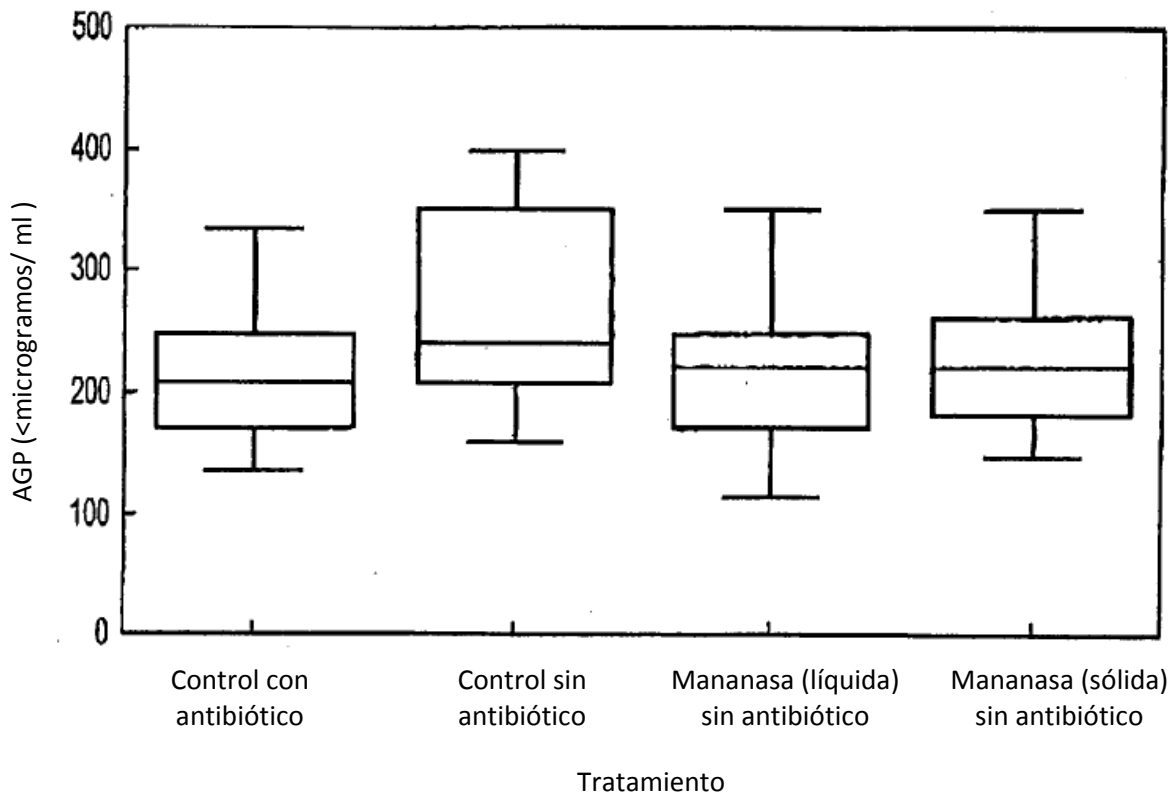 500
400
300
200
100
0
AGP (<microgramos/ ml )
Control con
antibiótico
Control sin
antibiótico
Mananasa (líquida)
sin antibiótico
Mananasa (sólida)
sin antibiótico
Tratamiento